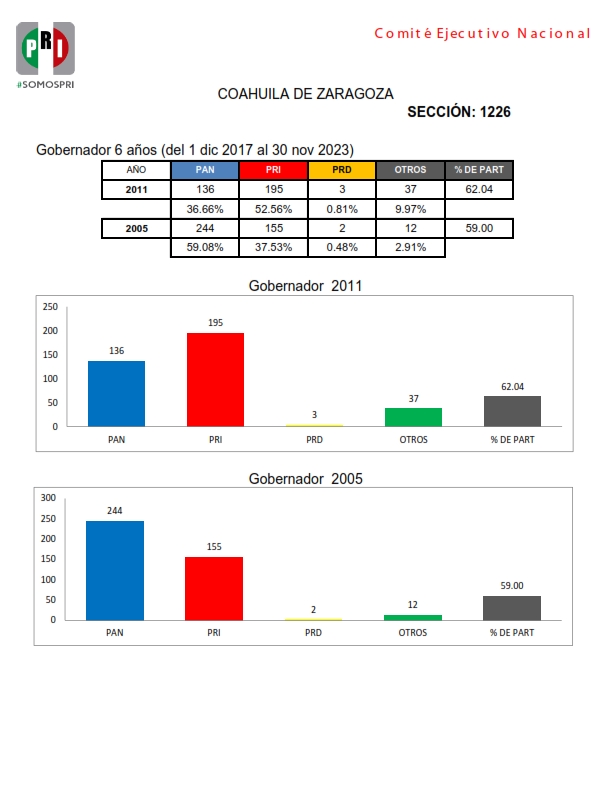 PRI
#SOMOSPRI
Comité Ejecutivo Nacional
COAHUILA DE ZARAGOZA
SECCIÓN: 1226
Gobernador 6 años (del 1 dic 2017 al 30 nov 2023)
AÑO PAN PRI PRD OTROS % DE PART
2011 136 195 3 37 62.04
36.66% 52.56% 0.81% 9.97%
2005 244 155 2 12 59.00
59.08% 37.53% 0.48% 2.91%
Gobernador 2011
250
200
150
100
50
0
136
195
3
37
62.04
PAN PRI PRD OTROS % DE PART
Gobernador 2005
300
250
200
150
100
50
0
244
155
2
12
59.00
PAN PRI PRD OTROS % DE PART